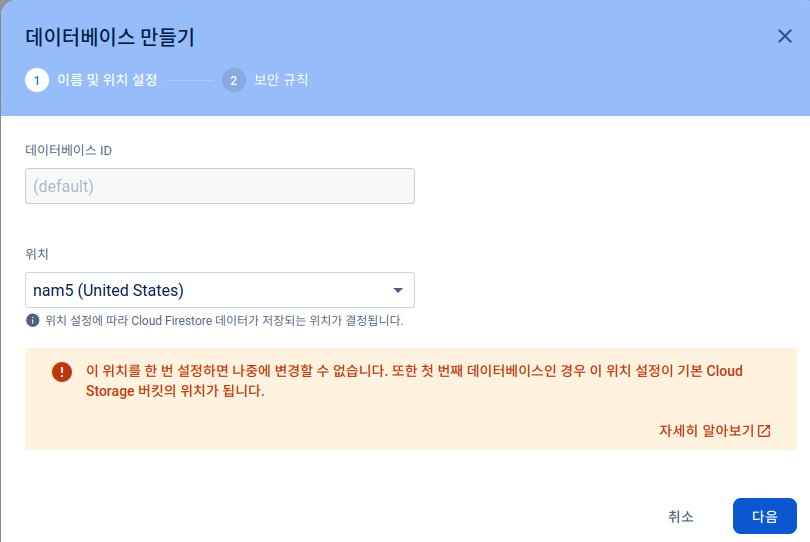 데이터베이스 만들기
1 이름 및 위치 설정 2 보안 규칙
데이터베이스 ID
(default)
위치
nam5 (United States)
위치 설정에 따라 Cloud Firestore 데이터가 저장되는 위치가 결정됩니다.
이 위치를 한 번 설정하면 나중에 변경할 수 없습니다. 또한 첫 번째 데이터베이스인 경우 이 위치 설정이 기본 Cloud
Storage 버킷의 위치가 됩니다.
자세히 알아보기
취소 다음